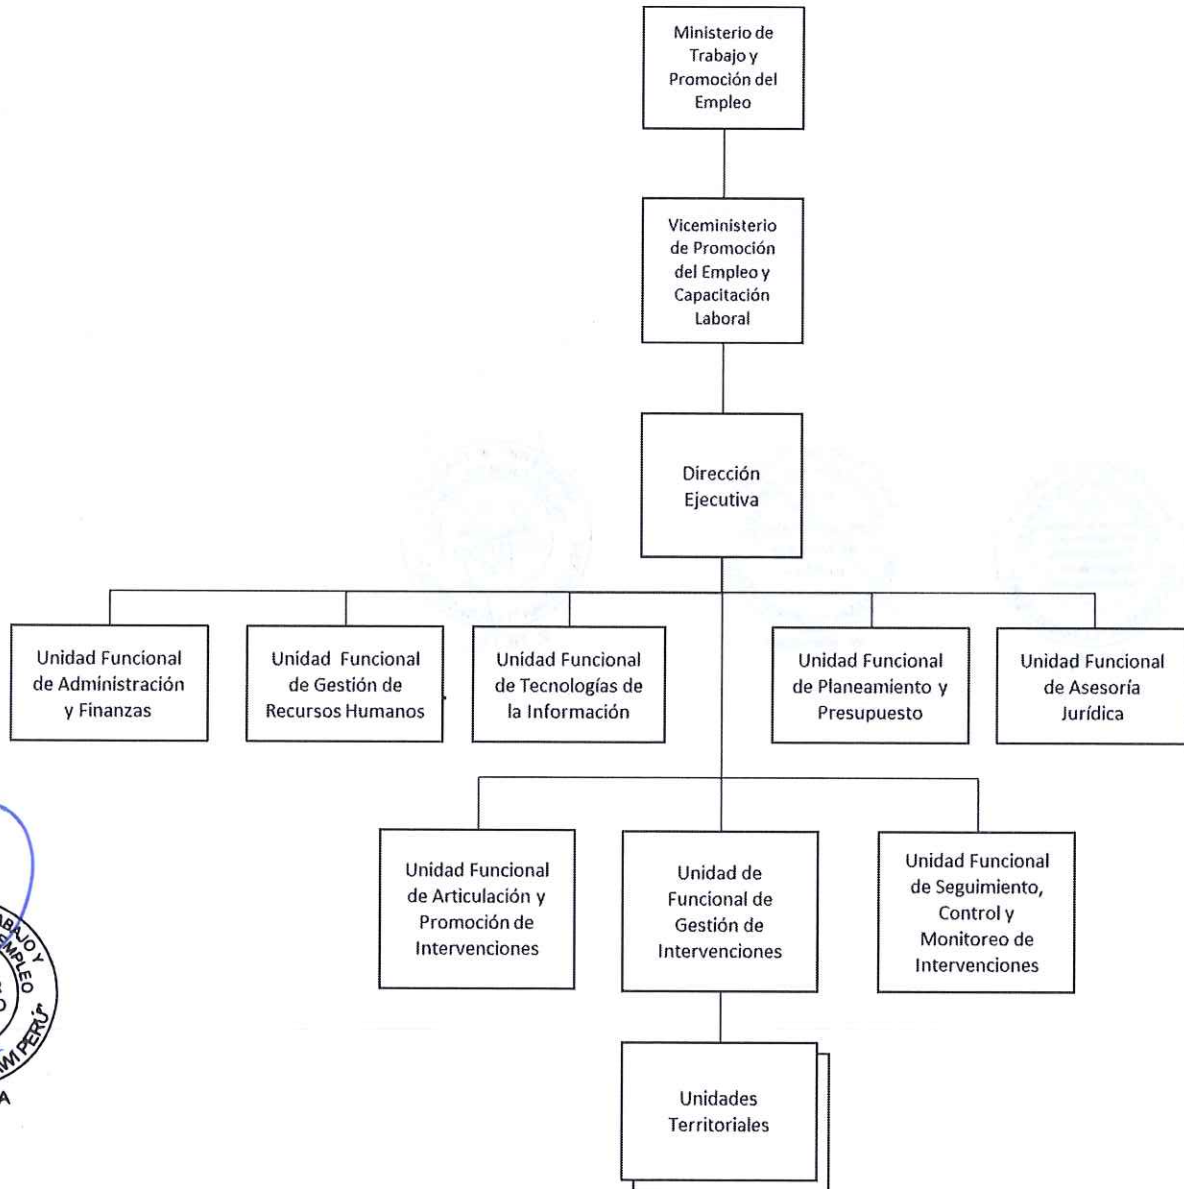 Ministerio de
Trabajo y
Promoción del
Empleo
Viceministerio
de Promoción
del Empleo y
Capacitación
Laboral
Dirección
Ejecutiva
Unidad Funcional
de Administración
y Finanzas
Unidad Funcional
de Gestión de
Recursos Humanos
Unidad Funcional
de Tecnologías de
la Información
Unidad Funcional
de Planeamiento y
Presupuesto
Unidad Funcional
de Asesoría
Jurídica
Unidad Funcional
de Articulación y
Promoción de
Intervenciones
Unidad de
Funcional de
Gestión de
Intervenciones
Unidad Funcional
de Seguimiento,
Control y
Monitoreo de
Intervenciones
Unidades
Territoriales
EMPLEO
PERÚ"